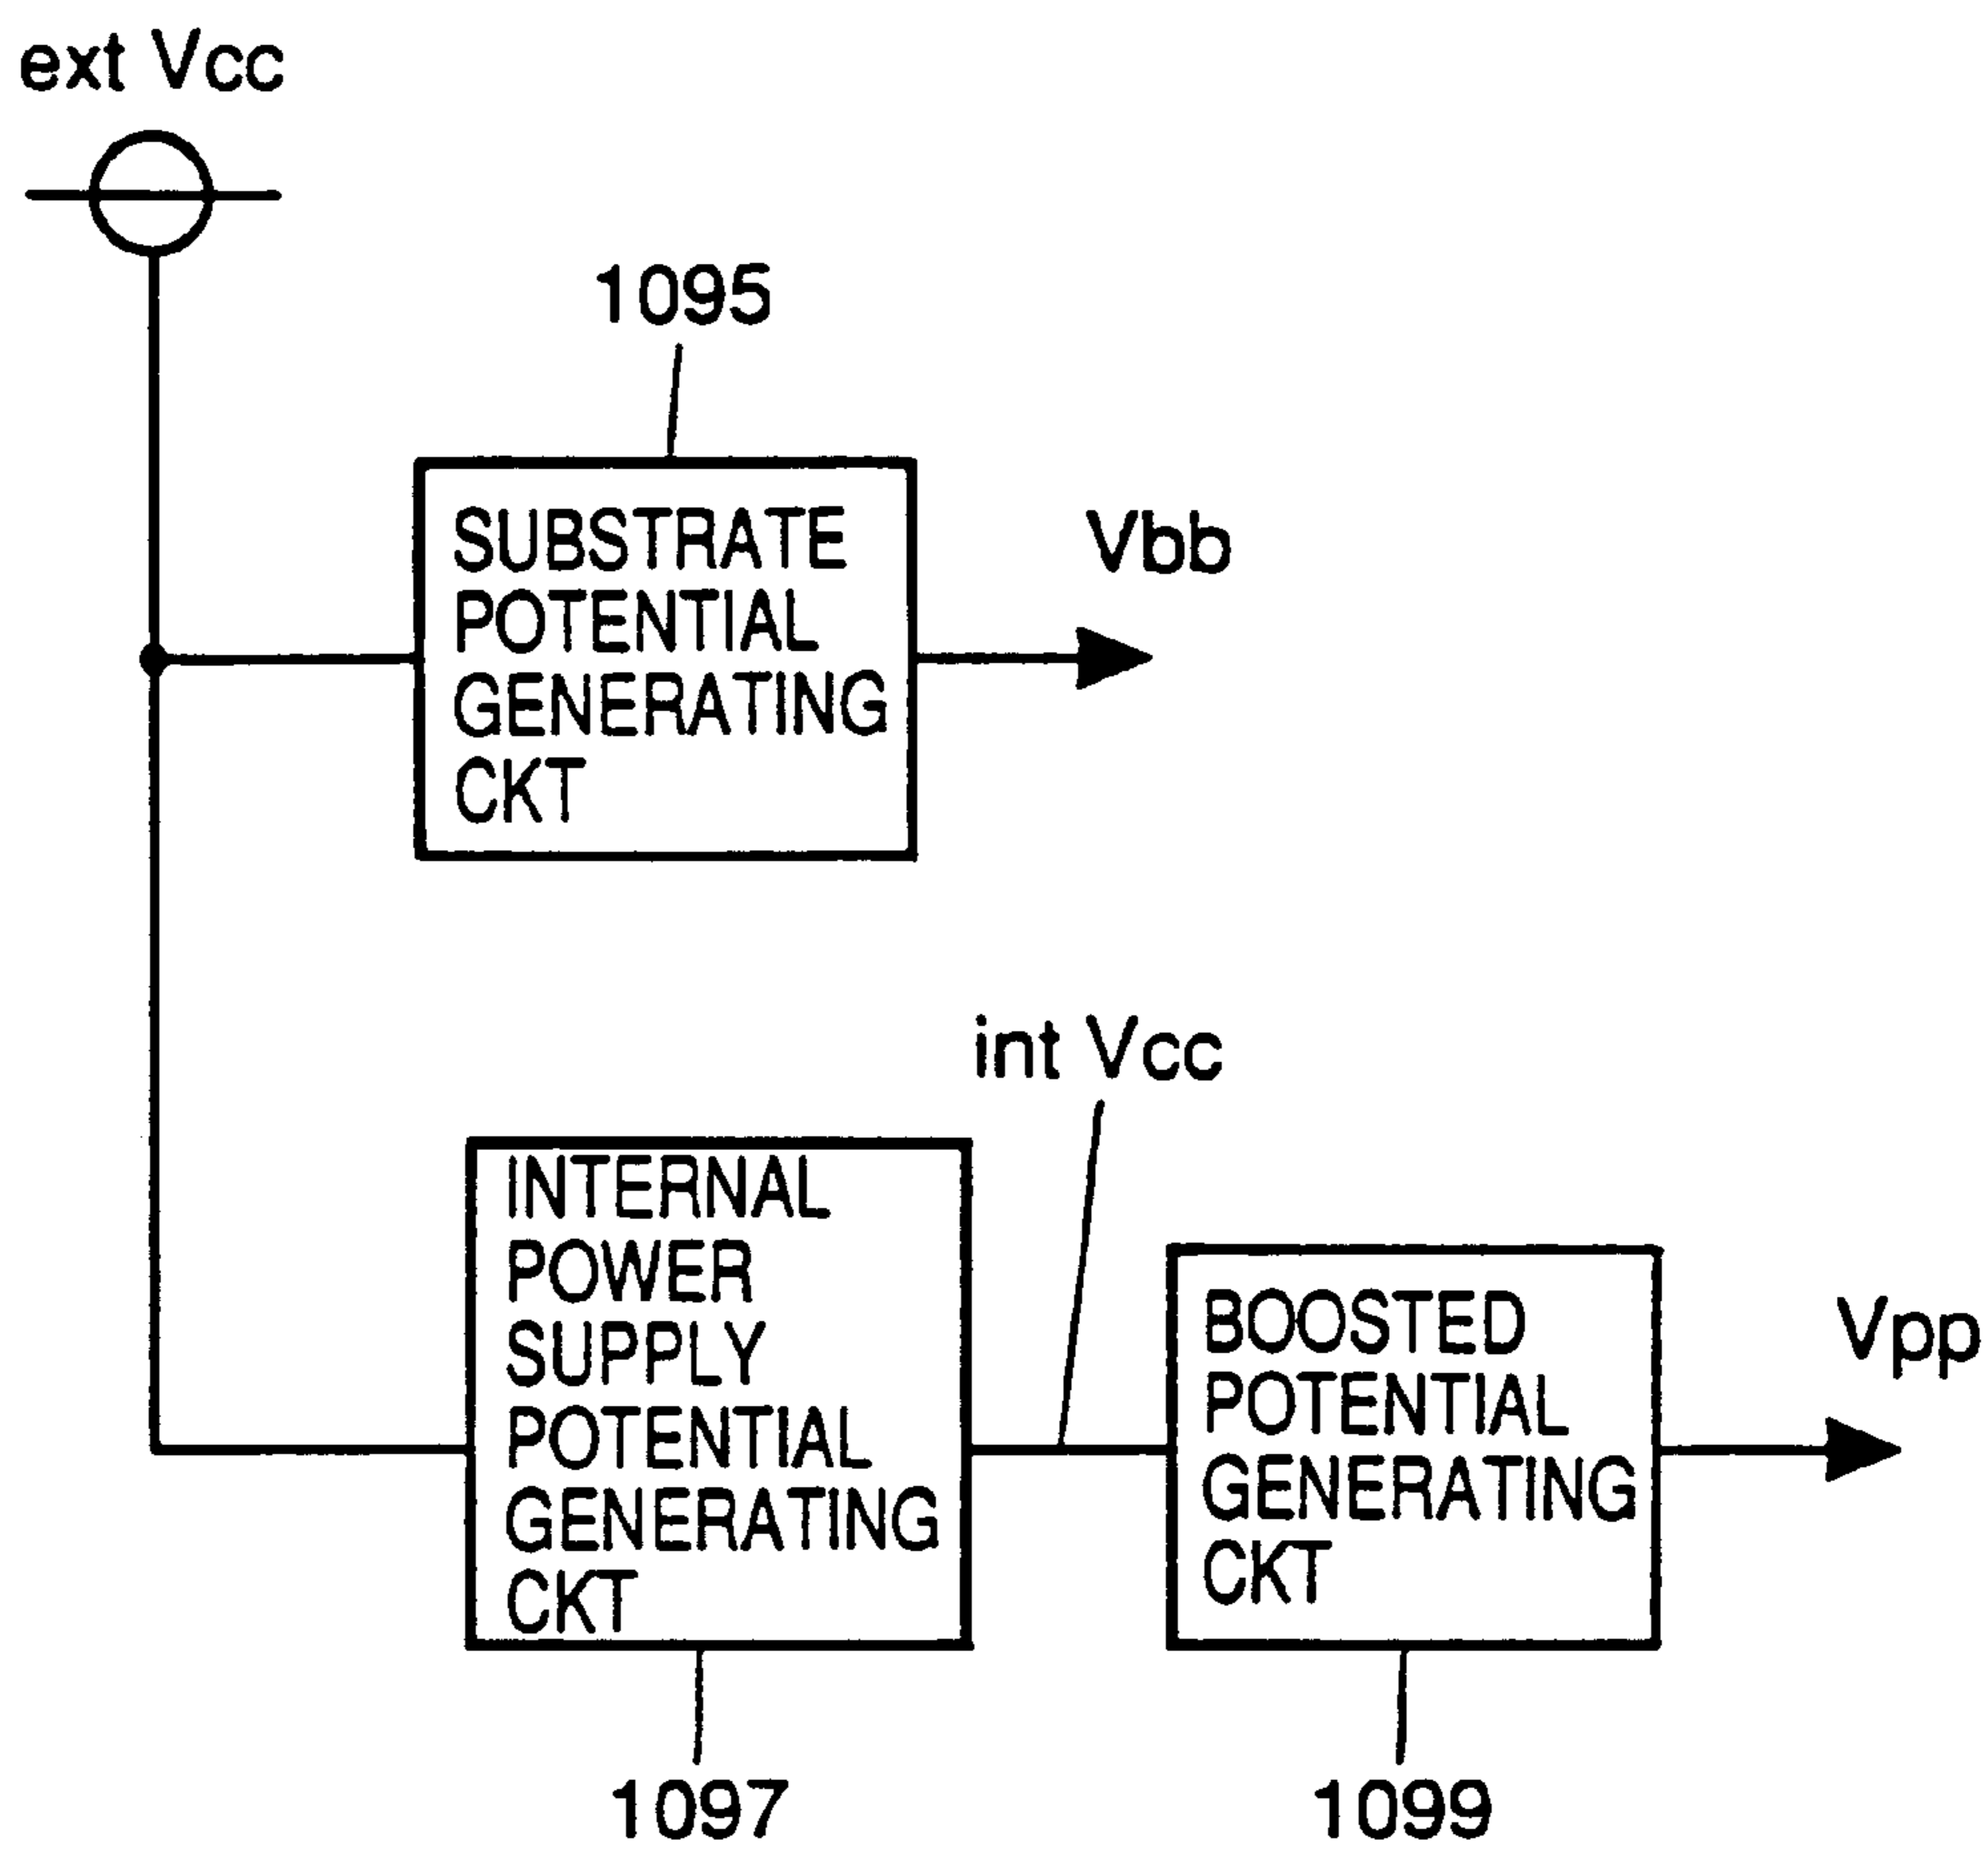 ext Vcc
1095
SUBSTRATE
POTENTIAL
GENERATING
CKT
Vbb
int Vcc
INTERNAL
POWER
SUPPLY
POTENTIAL
GENERATING
CKT
BOOSTED
POTENTIAL
GENERATING
CKT
Vpp
1097
1099